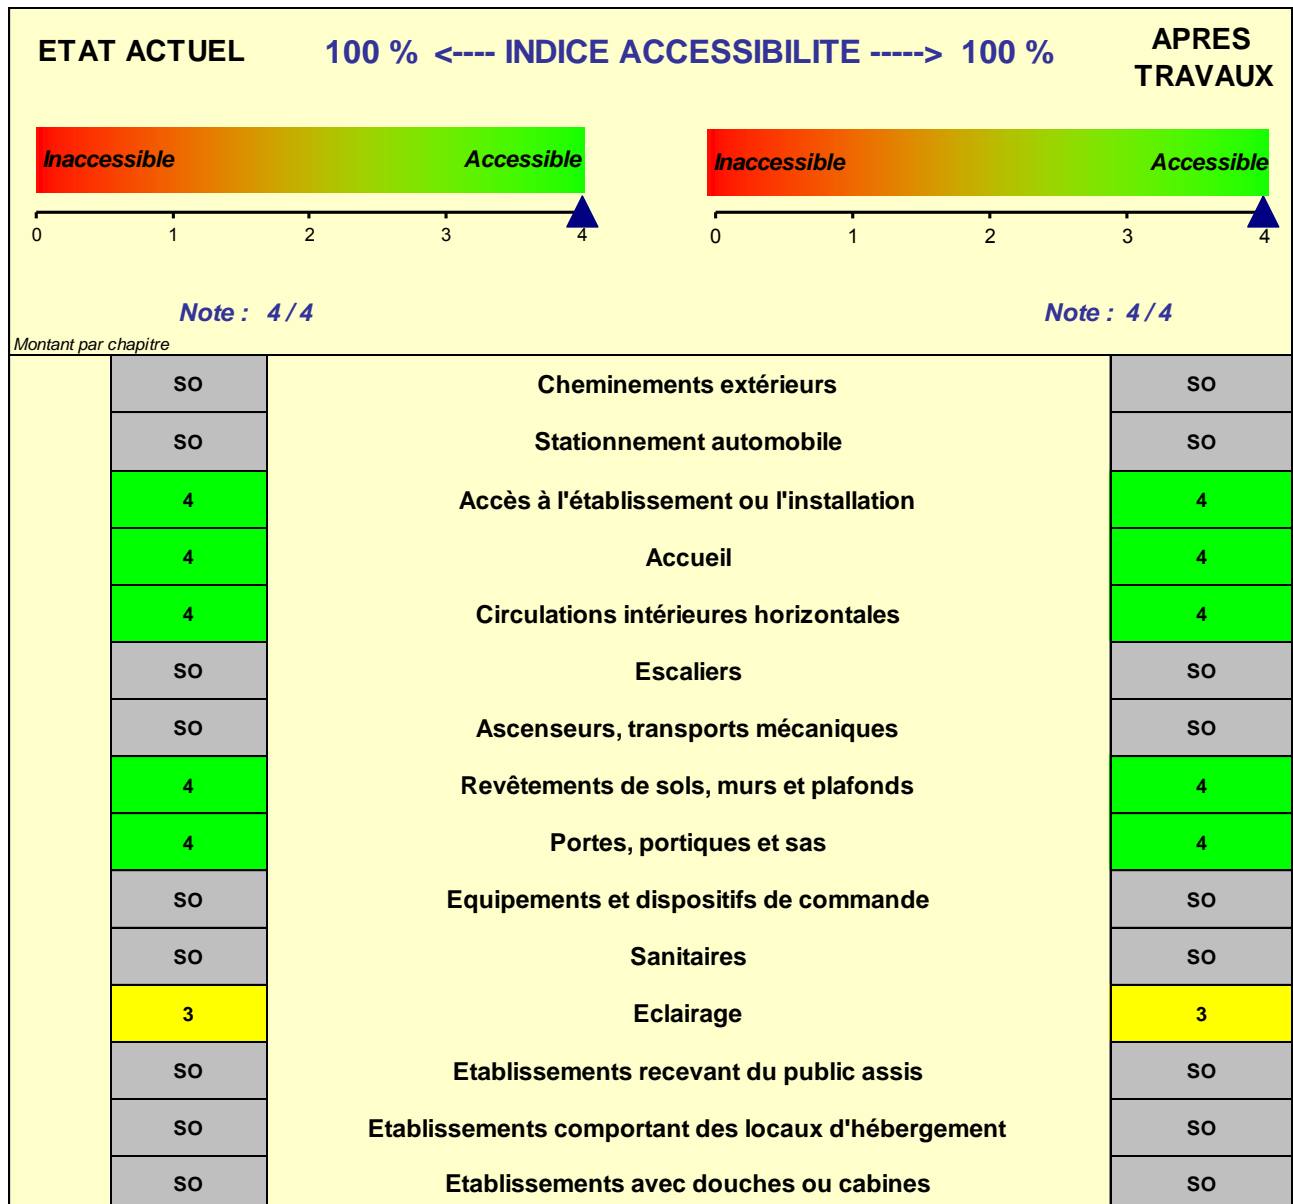 ETAT ACTUEL 100 % <---- INDICE ACCESSIBILITE -----> 100 % APRES TRAVAUX
Inaccessible Accessible Inaccessible Accessible
0 1 2 3 4 0 1 2 3 4
Note : 4 / 4 Note : 4 / 4
Montant par chapitre
SO Cheminements extérieurs SO
SO Stationnement automobile SO
4 Accès à l'établissement ou l'installation 4
4 Accueil 4
4 Circulations intérieures horizontales 4
SO Escaliers SO
SO Ascenseurs, transports mécaniques SO
4 Revêtements de sols, murs et plafonds 4
4 Portes, portiques et sas 4
SO Equipements et dispositifs de commande SO
SO Sanitaires SO
3 Eclairage 3
SO Etablissements recevant du public assis SO
SO Etablissements comportant des locaux d'hébergement SO
SO Etablissements avec douches ou cabines SO